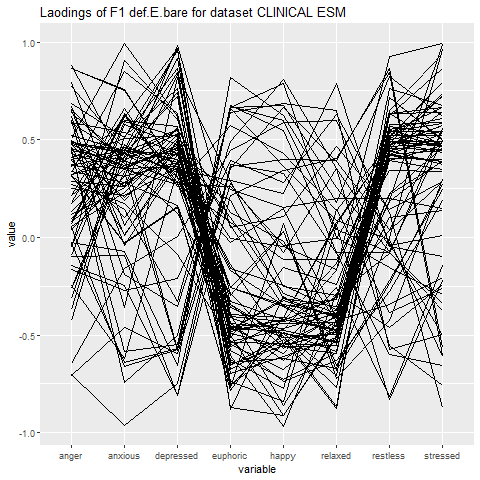 Laodings of F1 def.E.bare for dataset CLINICAL ESM
1.0
0.5
0.0
-0.5
-1.0
value
anger anxious depressed euphoric happy relaxed restless stressed
variable